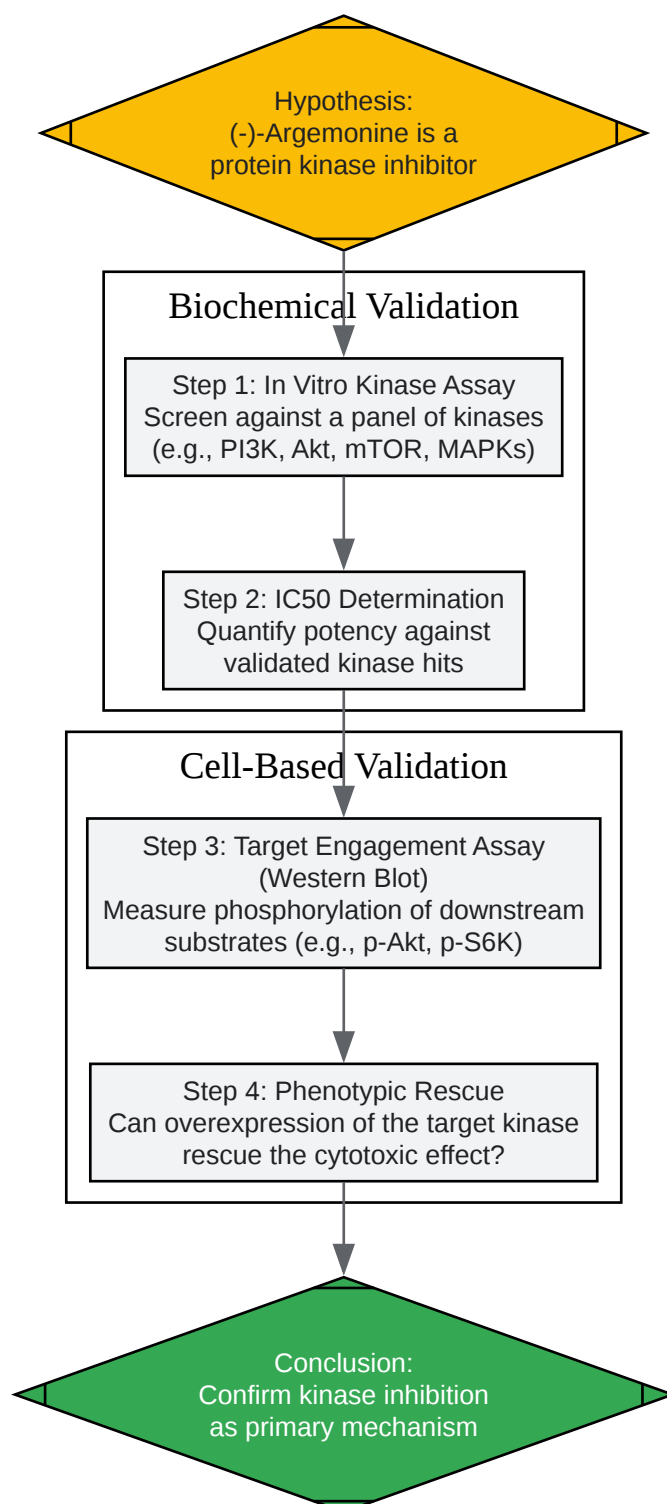 Hypothesis:
(-)-Argemonine is a
protein kinase inhibitor
Biochemical Validation
Step 1: In Vitro Kinase Assay
Screen against a panel of kinases
(e.g., PI3K, Akt, mTOR, MAPKs)
Step 2: IC50 Determination
Quantify potency against
validated kinase hits
Cell-Based Validation
Step 3: Target Engagement Assay
(Western Blot)
Measure phosphorylation of downstream
substrates (e.g., p-Akt, p-S6K)
Step 4: Phenotypic Rescue
Can overexpression of the target kinase
rescue the cytotoxic effect?
Conclusion:
Confirm kinase inhibition
as primary mechanism